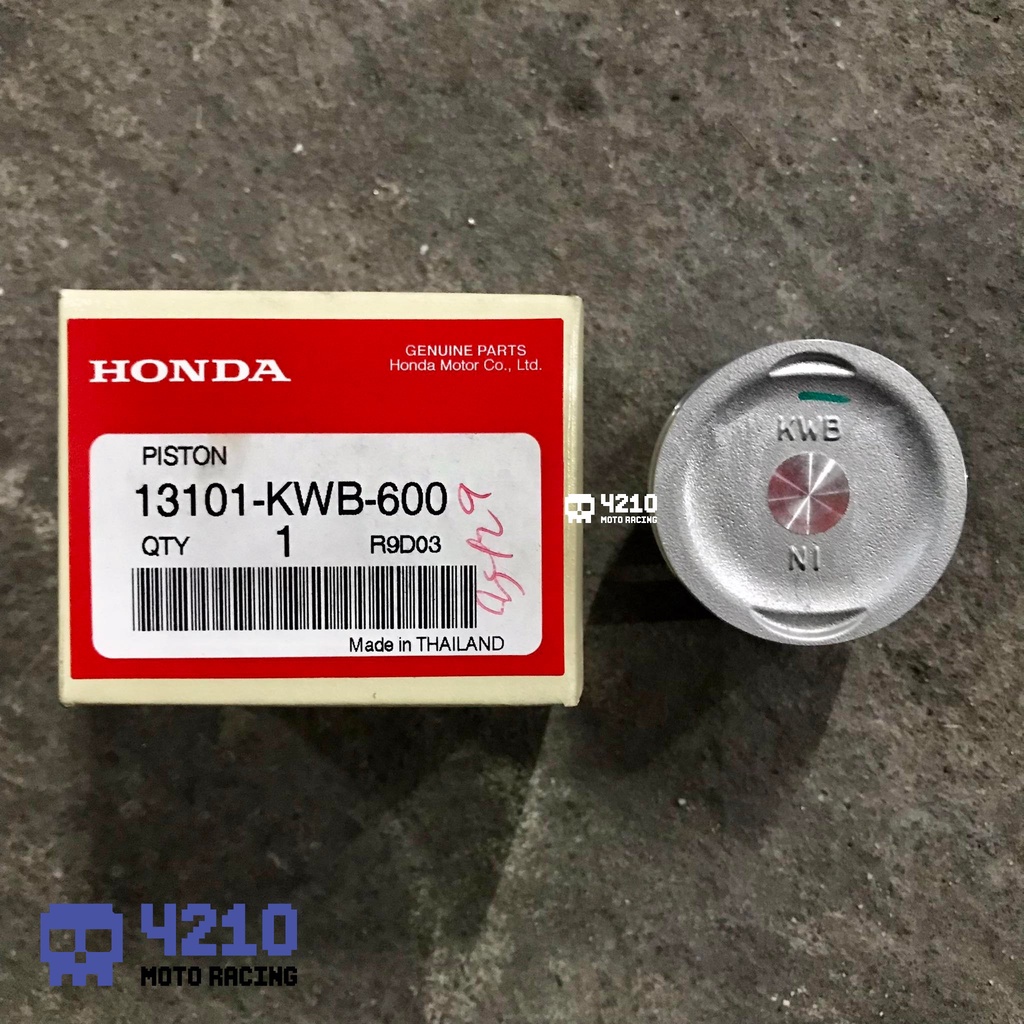 HONDA
GENUINE PARTS
Honda Motor Co., Ltd.
PISTON
13101-KWB-600
QTY 1 R9D03
Made in THAILAND
KWB
NI
4210
MOTO RACING
4210
MOTO RACING